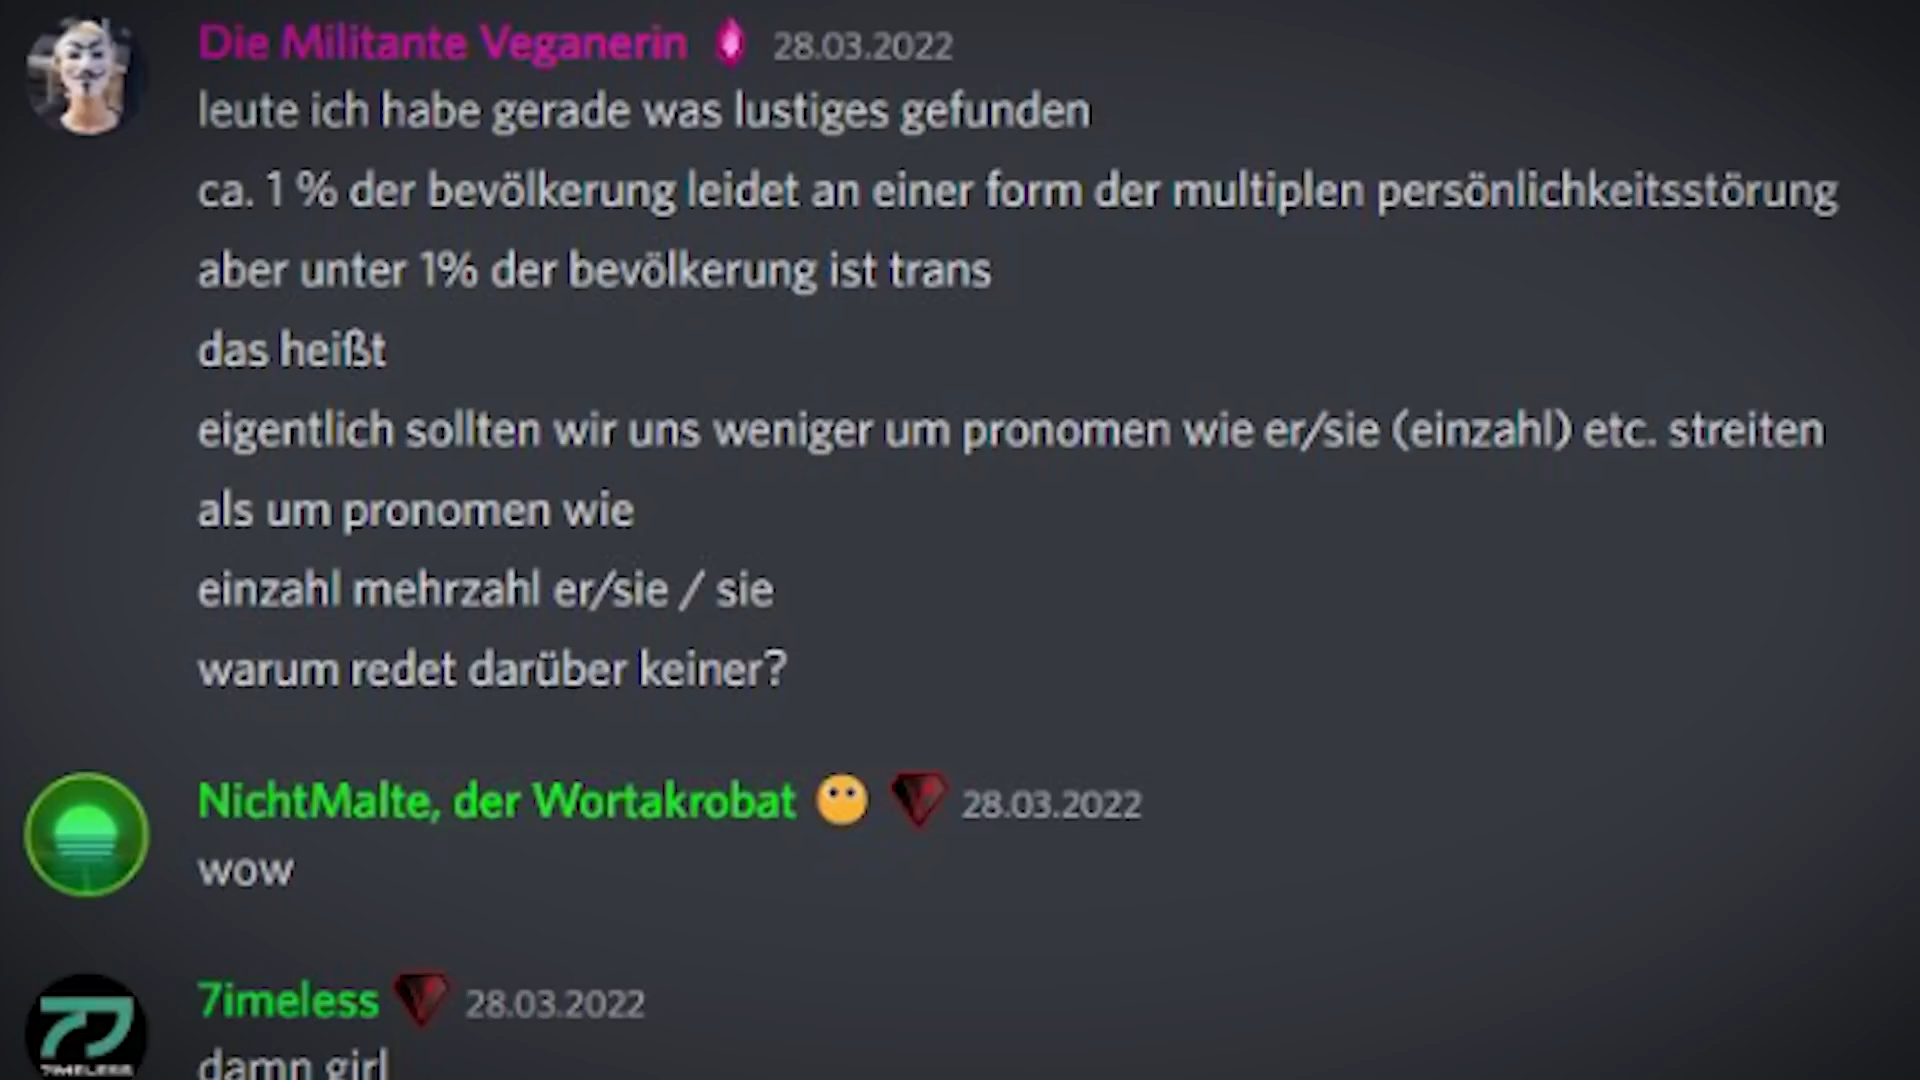 Die Militante Veganerin 28.03.2022
leute ich habe gerade was lustiges gefunden
ca. 1 % der bevölkerung leidet an einer form der multiplen persönlichkeitsstörung
aber unter 1% der bevölkerung ist trans
das heißt
eigentlich sollten wir uns weniger um pronomen wie er/sie (einzahl) etc. streiten
als um pronomen wie
einzahl mehrzahl er/sie / sie
warum redet darüber keiner?
NichtMalte, der Wortakrobat 28.03.2022
wow
7imeless 28.03.2022
7IMELESS
damn girl